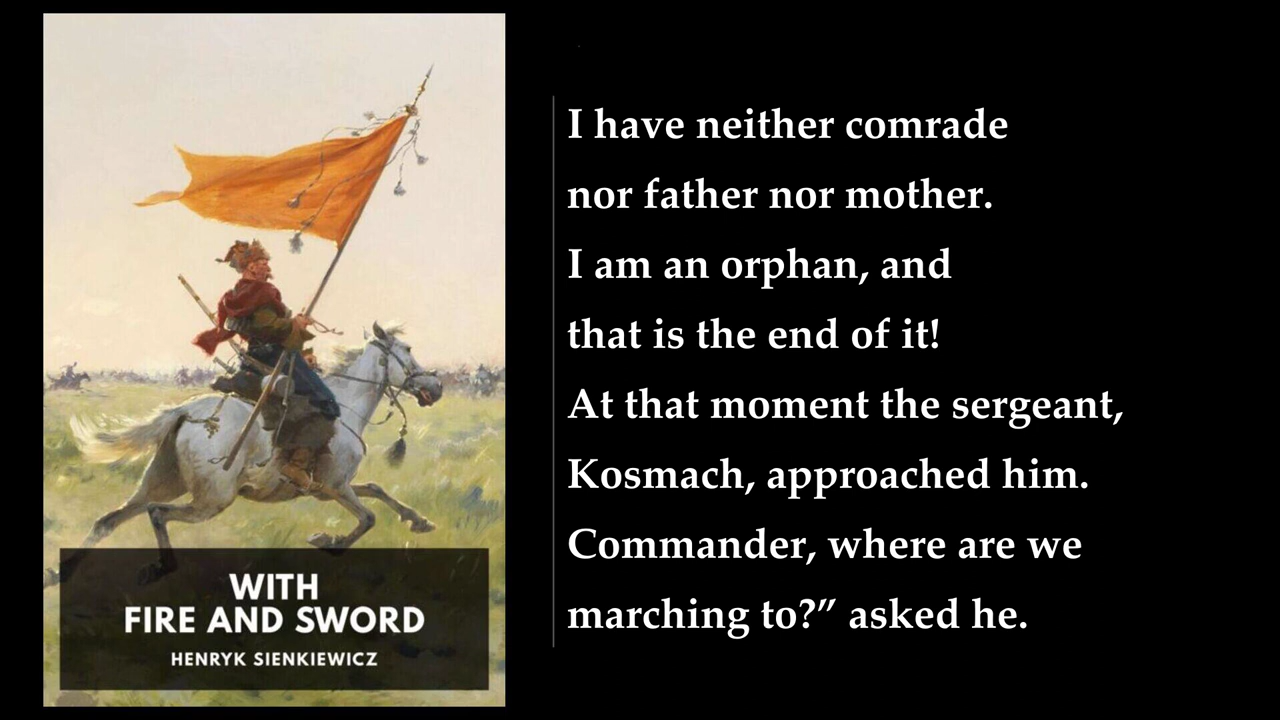 WITH
FIRE AND SWORD
HENRYK SIENKIEWICZ
I have neither comrade
nor father nor mother.
I am an orphan, and
that is the end of it!
At that moment the sergeant,
Kosmach, approached him.
Commander, where are we
marching to?” asked he.